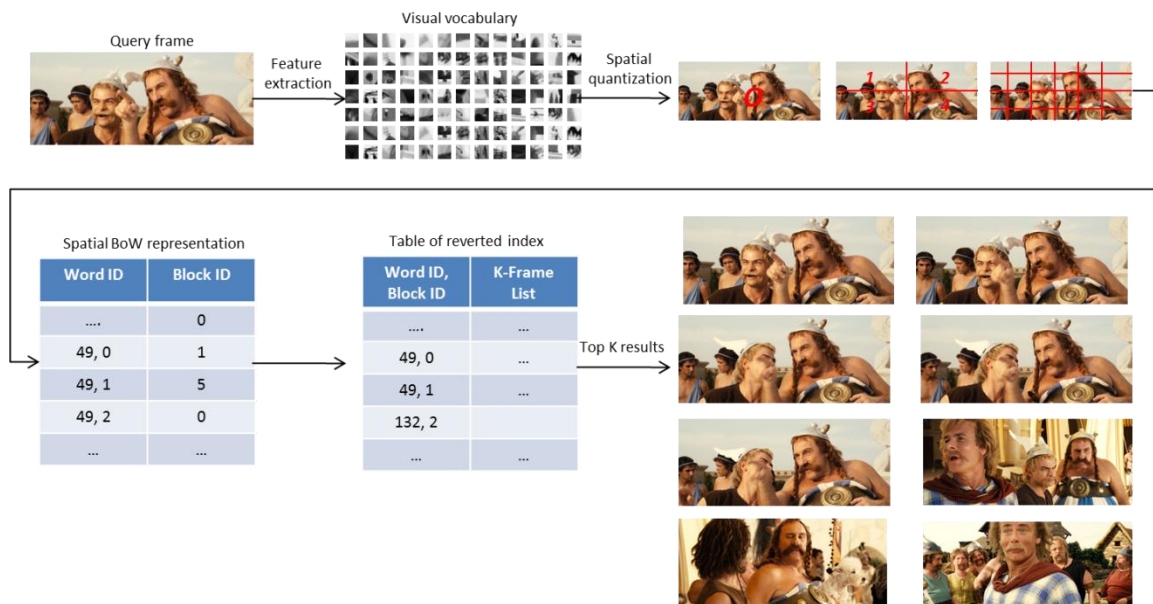 Visual vocabulary
Query frame
Feature
extraction
Spatial
quantization
0
1
2
3
4
Spatial BoW representation
Word ID
Block ID
....
0
49, 0
1
49, 1
5
49, 2
0
...
...
Table of reverted index
Word ID,
Block ID
K-Frame
List
....
...
49, 0
...
49, 1
...
132, 2
...
...
Top K results